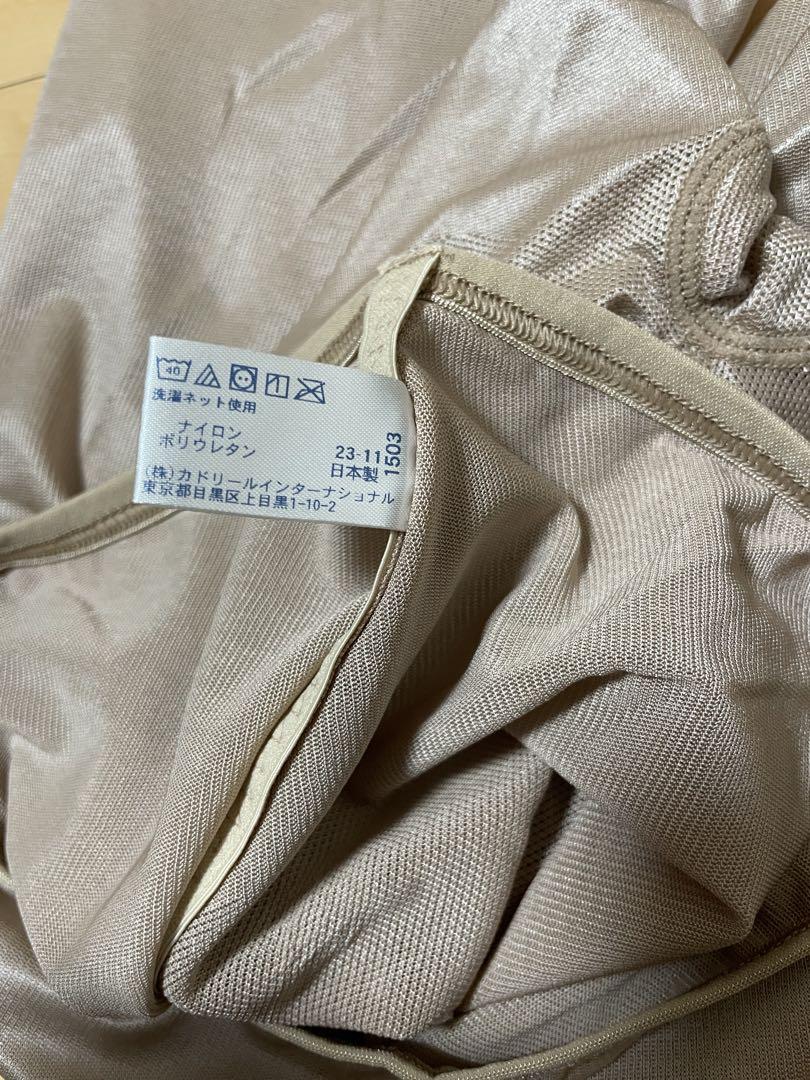 40
洗濯ネット使用
ナイロン
ポリウレタン
23-11
日本製
1503
(株)カドリールインターナショナル
東京都目黒区上目黒1-10-2